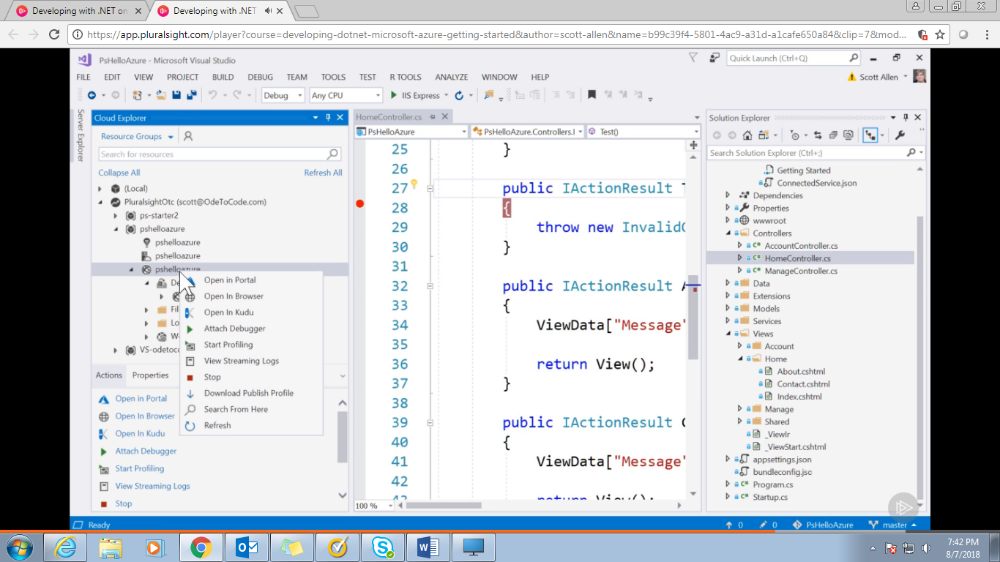 Developing with .NET on
Developing with .NET
https://app.pluralsight.com/player?course=developing-dotnet-microsoft-azure-getting-started&author=scott-allen&name=b99c39f4-5801-4ac9-a31d-a1cafe650a84&clip=7&mod...
PsHelloAzure - Microsoft Visual Studio
Quick Launch (Ctrl+Q)
FILE EDIT VIEW PROJECT BUILD DEBUG TEAM TOOLS TEST R TOOLS ANALYZE WINDOW HELP
Scott Allen
Debug
Any CPU
IIS Express
Server Explorer
Cloud Explorer
Resource Groups
Search for resources
Collapse All
Refresh All
(Local)
PluralsightOtc (scott@OdeToCode.com)
ps-starter2
pshelloazure
pshelloazure
pshelloazure
pshelloazure
De
Fil
Lo
W
VS-odetoco
Open in Portal
Open In Browser
Open In Kudu
Attach Debugger
Start Profiling
View Streaming Logs
Stop
Download Publish Profile
Search From Here
Refresh
Actions Properties
Open in Portal
Open In Browser
Open In Kudu
Attach Debugger
Start Profiling
View Streaming Logs
Stop
HomeController.cs
PsHelloAzure
PsHelloAzure.Controllers.I
Test()
25 }
26
27 public IActionResult T
28 {
29 throw new InvalidO
30 }
31
32 public IActionResult A
33 {
34 ViewData["Message"
35
36 return View();
37 }
38
39 public IActionResult C
40 {
41 ViewData["Message"
42
43 return View();
100 %
Solution Explorer
Search Solution Explorer (Ctrl+;)
Getting Started
ConnectedService.json
Dependencies
Properties
wwwroot
Controllers
AccountController.cs
HomeController.cs
ManageController.cs
Data
Extensions
Models
Services
Views
Account
Home
About.cshtml
Contact.cshtml
Index.cshtml
Manage
Shared
_ViewIr
_ViewStart.cshtml
appsettings.json
bundleconfig.jsc
Program.cs
Startup.cs
Ready
0
0
PsHelloAzure
master
7:42 PM
8/7/2018